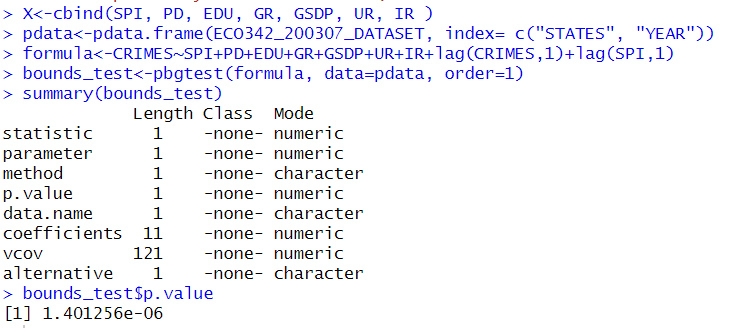 > X<-cbind(SPI, PD, EDU, GR, GSDP, UR, IR )
> pdata<-pdata.frame(ECO342_200307_DATASET, index= c("STATES", "YEAR"))
> formula<-CRIMES~SPI+PD+EDU+GR+GSDP+UR+IR+lag(CRIMES,1)+lag(SPI,1)
> bounds_test<-pbgtest(formula, data=pdata, order=1)
> summary(bounds_test)
             Length Class  Mode
statistic      1    -none- numeric
parameter      1    -none- numeric
method         1    -none- character
p.value        1    -none- numeric
data.name      1    -none- character
coefficients  11    -none- numeric
vcov         121    -none- numeric
alternative    1    -none- character
> bounds_test$p.value
[1] 1.401256e-06